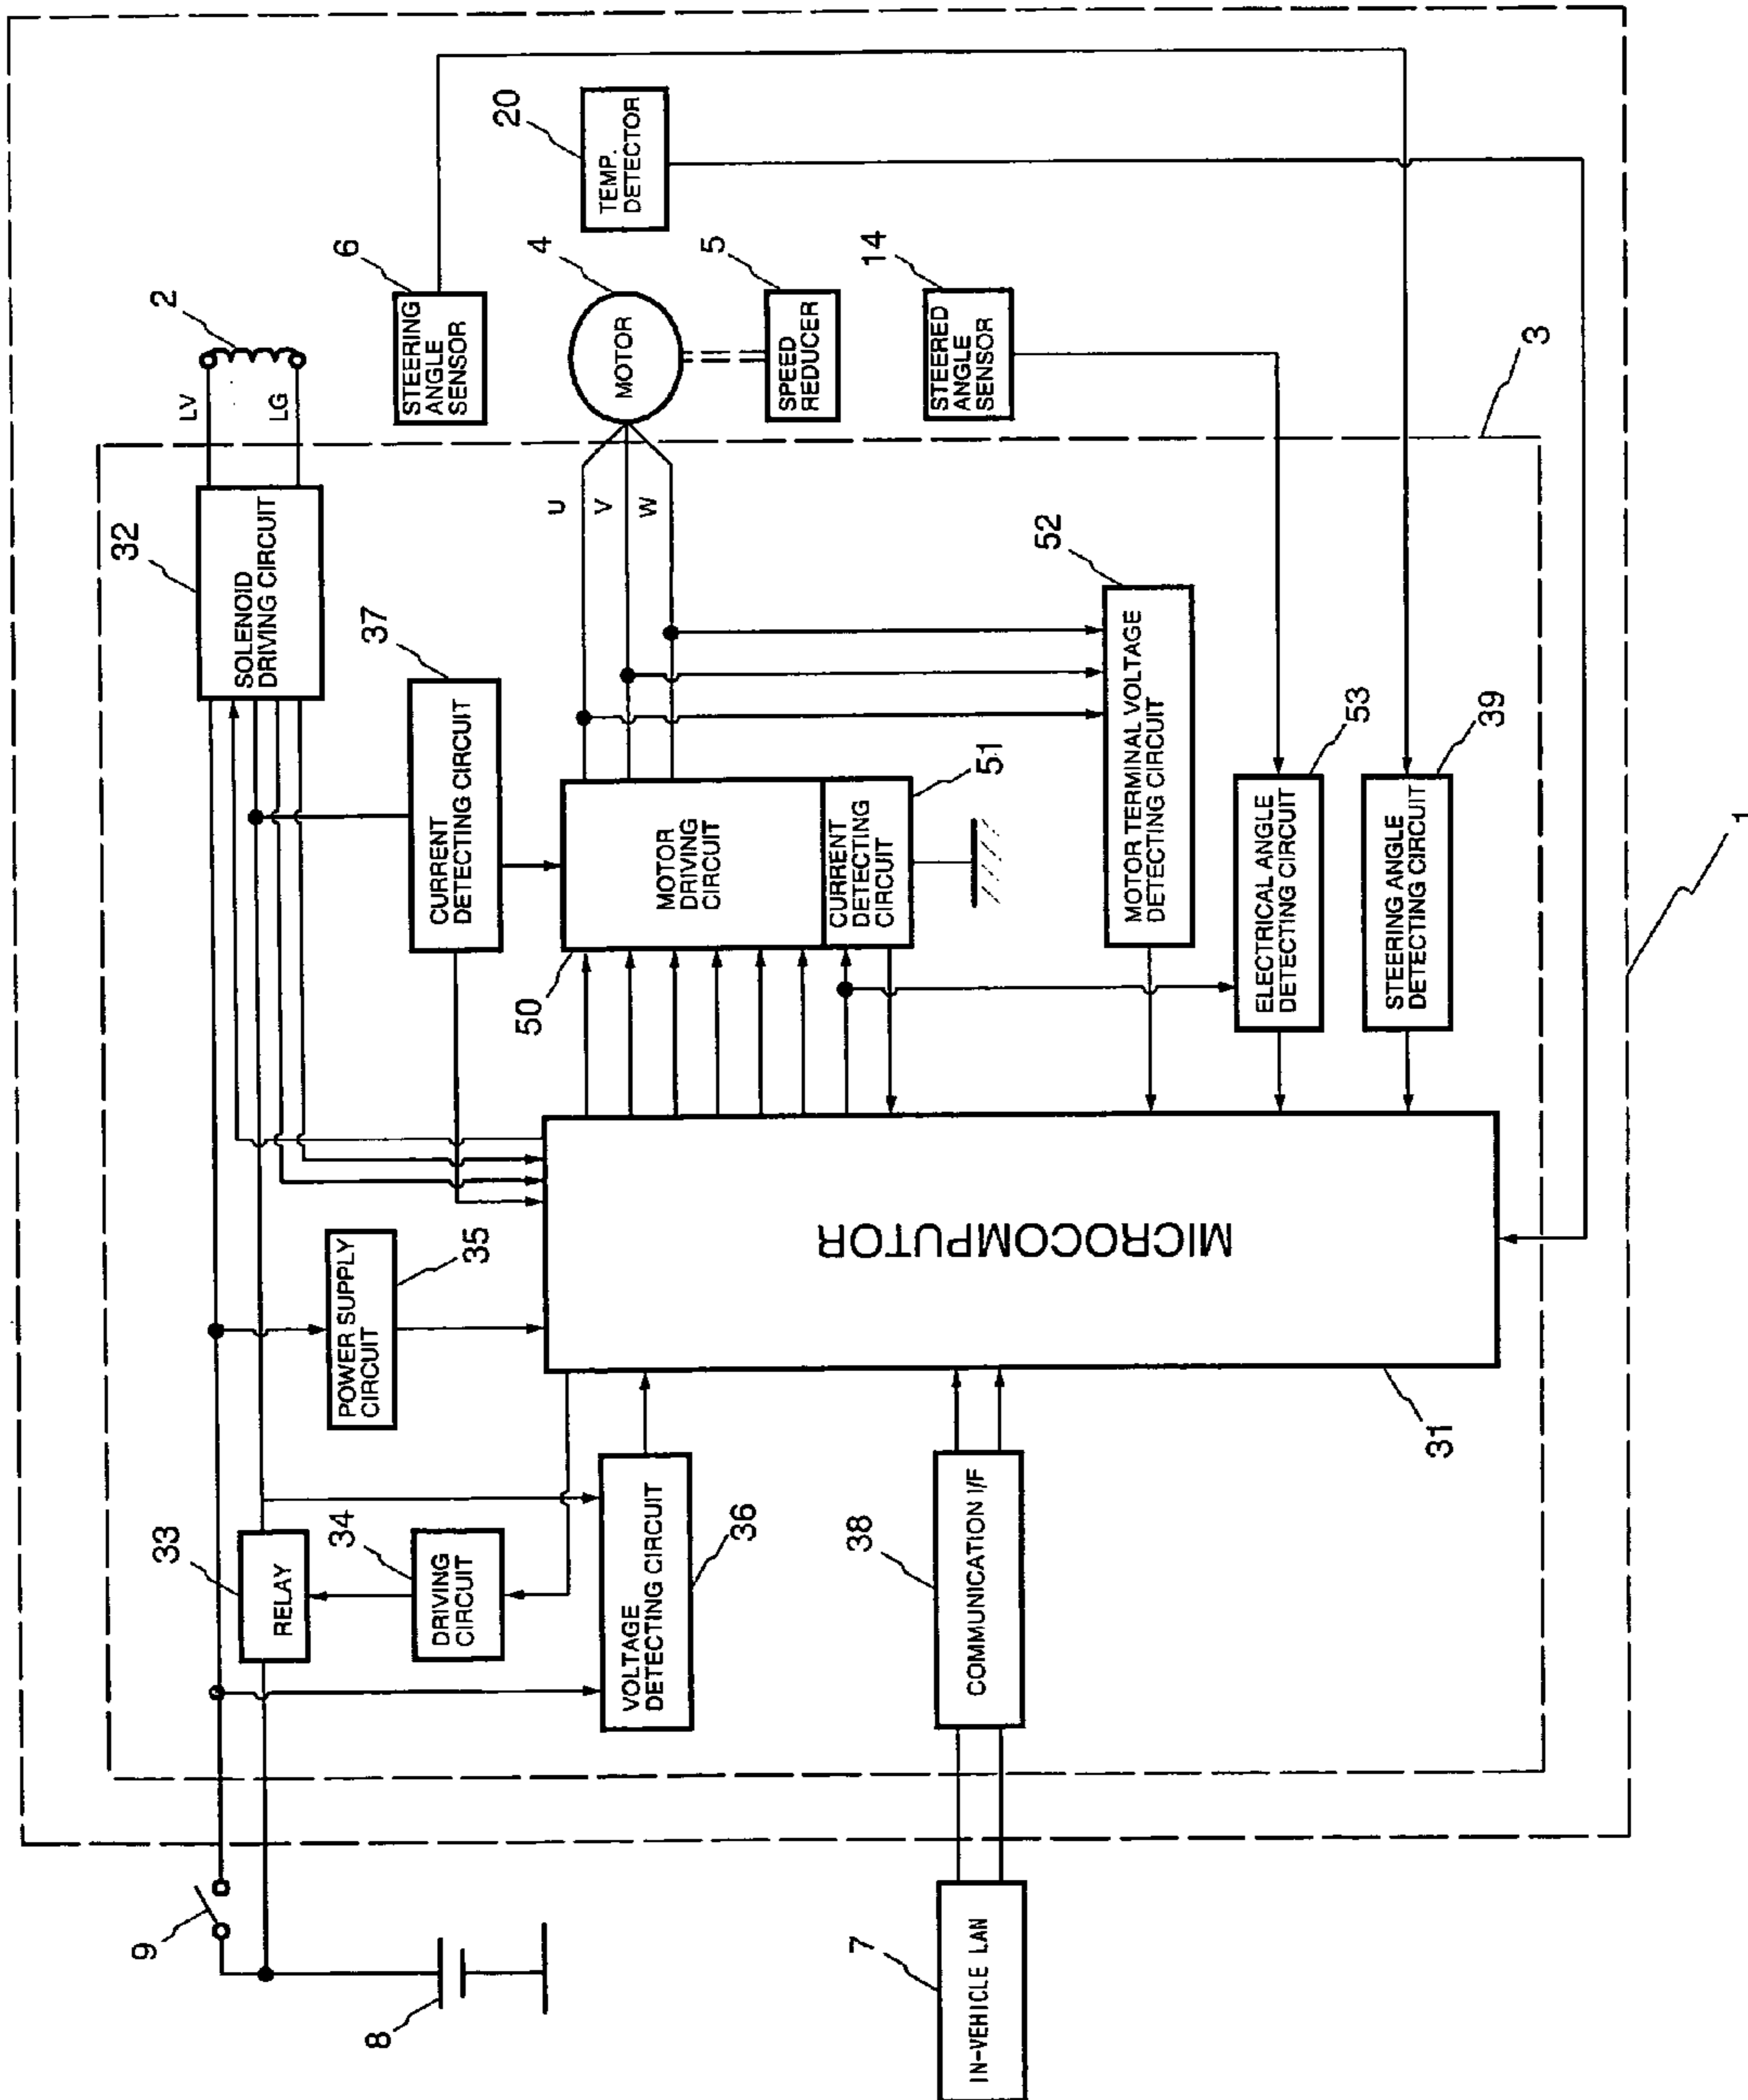 2
LV
LG
6
STEERING
ANGLE
SENSOR
4
MOTOR
20
TEMP.
DETECTOR
5
SPEED
REDUCER
14
STEERED
ANGLE
SENSOR
3
32
SOLENOID
DRIVING CIRCUIT
37
CURRENT
DETECTING CIRCUIT
U
V
W
50
MOTOR
DRIVING
CIRCUIT
CURRENT
DETECTING
CIRCUIT
51
52
MOTOR TERMINAL VOLTAGE
DETECTING CIRCUIT
53
ELECTRICAL ANGLE
DETECTING CIRCUIT
39
STEERING ANGLE
DETECTING CIRCUIT
1
35
POWER SUPPLY
CIRCUIT
MICROCOMPUTOR
31
33
RELAY
34
DRIVING
CIRCUIT
VOLTAGE
DETECTING CIRCUIT
36
38
COMMUNICATION I/F
9
8
7
IN-VEHICLE LAN